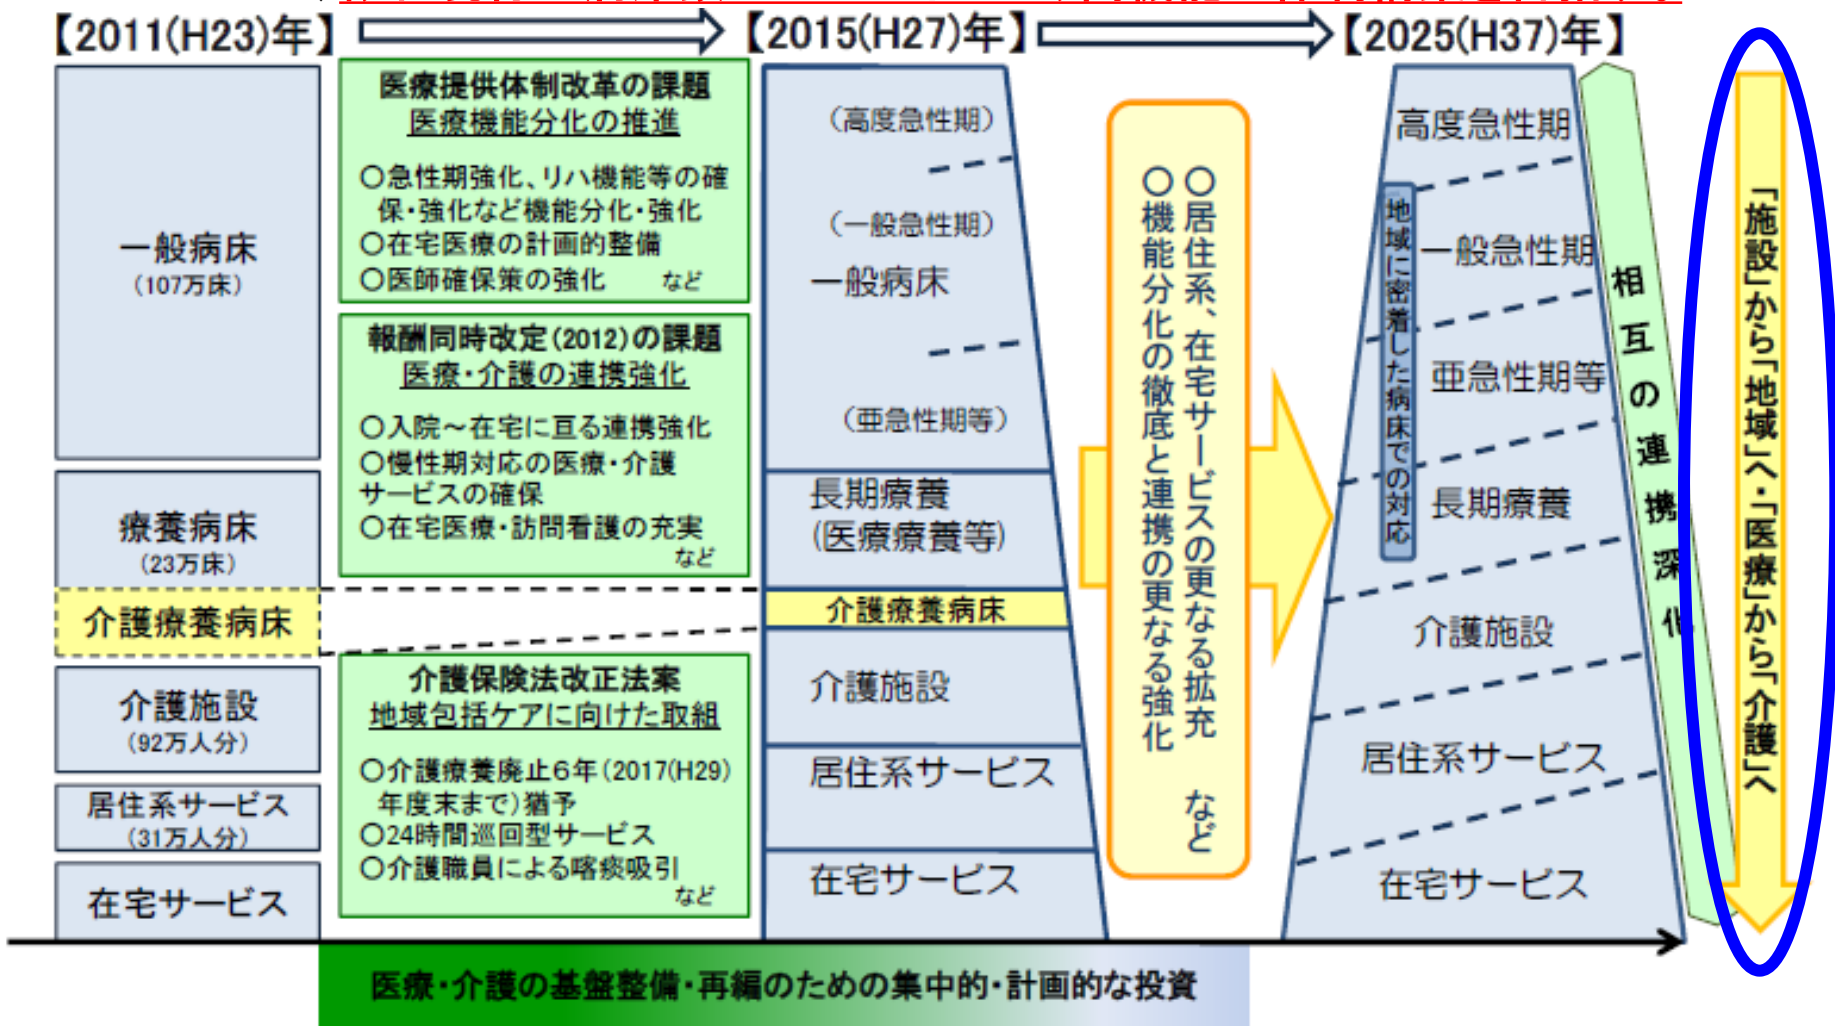 【2011(H23)年】
【2015(H27)年】
【2025(H37)年】
一般病床
(107万床)
療養病床
(23万床)
介護療養病床
介護施設
(92万人分)
居住系サービス
(31万人分)
在宅サービス
医療提供体制改革の課題
医療機能分化の推進
○急性期強化、リハ機能等の確
保・強化など機能分化・強化
○在宅医療の計画的整備
○医師確保策の強化 など
報酬同時改定(2012)の課題
医療・介護の連携強化
○入院～在宅に亘る連携強化
○慢性期対応の医療・介護
サービスの確保
○在宅医療・訪問看護の充実
など
介護保険法改正法案
地域包括ケアに向けた取組
○介護療養廃止6年(2017(H29)
年度末まで)猶予
○24時間巡回型サービス
○介護職員による喀痰吸引
など
(高度急性期)
(一般急性期)
一般病床
(亜急性期等)
長期療養
(医療療養等)
介護療養病床
介護施設
居住系サービス
在宅サービス
○居住系、在宅サービスの更なる拡充 など
○機能分化の徹底と連携の更なる強化
高度急性期
一般急性期
亜急性期等
長期療養
介護施設
居住系サービス
在宅サービス
地域に密着した病床での対応
相互の連携深化
「施設」から「地域」へ・「医療」から「介護」へ
医療・介護の基盤整備・再編のための集中的・計画的な投資